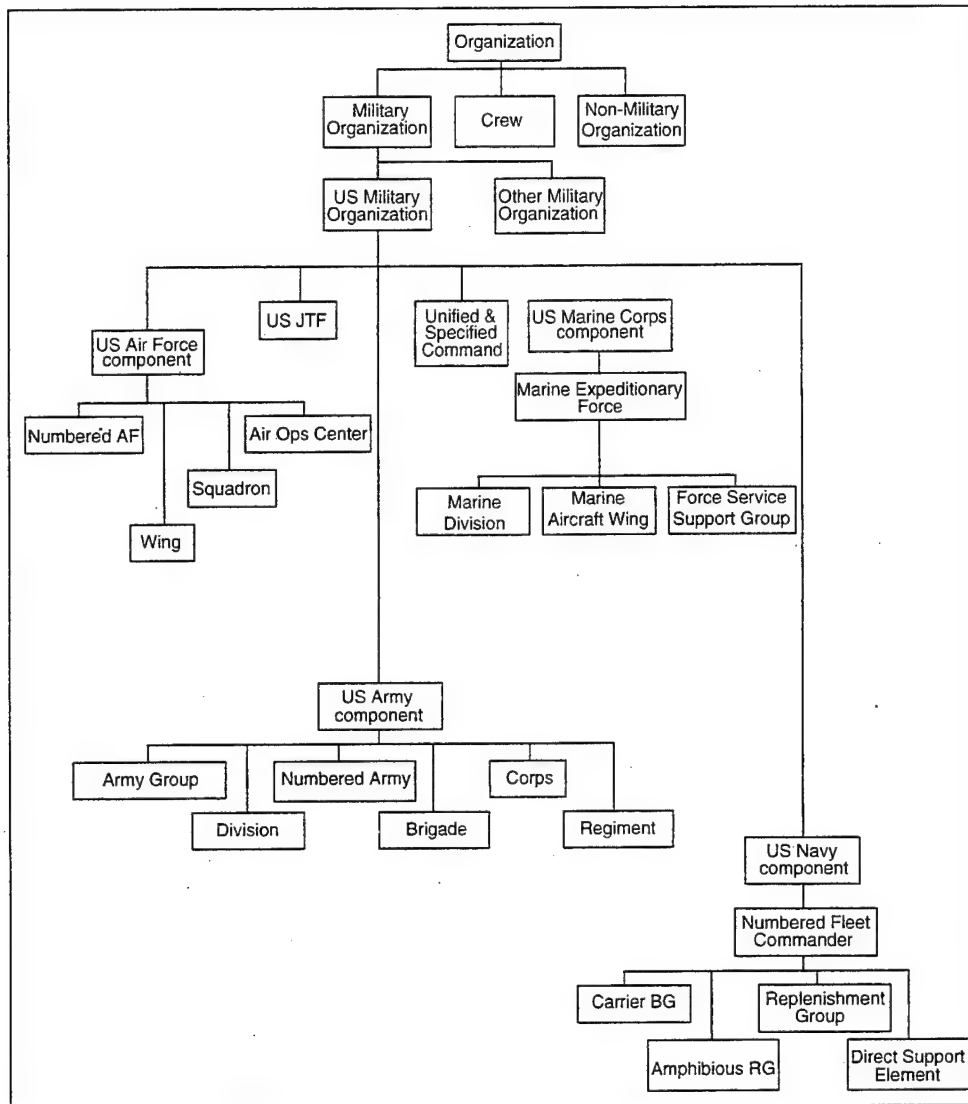 Organization
Military
Organization
Crew
Non-Military
Organization
US Military
Organization
Other Military
Organization
US Air Force
component
US JTF
Unified &
Specified
Command
US Marine Corps
component
Marine Expeditionary
Force
Numbered AF
Air Ops Center
Squadron
Wing
Marine
Division
Marine
Aircraft Wing
Force Service
Support Group
US Army
component
Army Group
Numbered Army
Corps
Division
Brigade
Regiment
US Navy
component
Numbered Fleet
Commander
Carrier BG
Replenishment
Group
Amphibious RG
Direct Support
Element